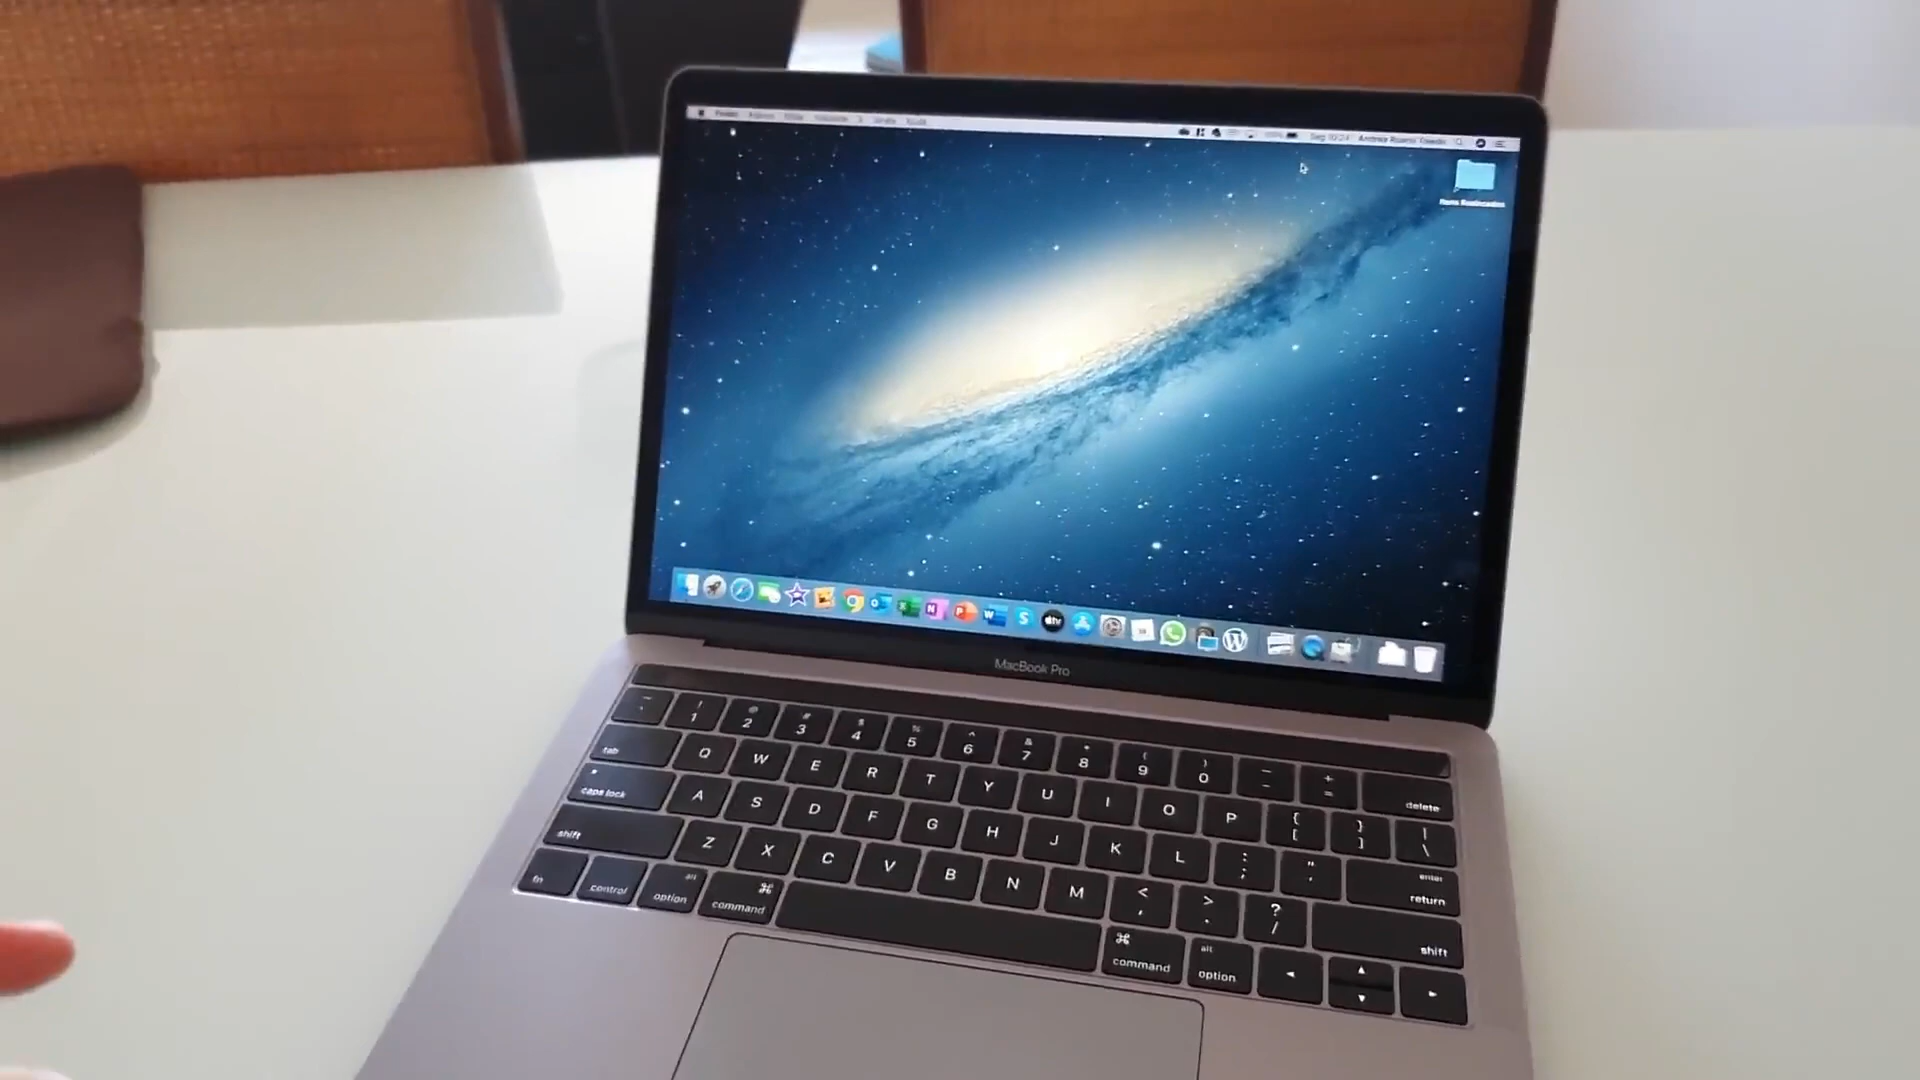 MacBook Pro
~ ! @ # $ % ^ & * ( ) _ +
` 1 2 3 4 5 6 7 8 9 0 - = delete
tab Q W E R T Y U I O P { [ } ] | \
caps lock A S D F G H J K L : ; " ' enter return
shift Z X C V B N M < , > . ? / shift
fn control alt option ⌘ command ⌘ command alt option ◄ ▲ ▼ ►
N P W S tv